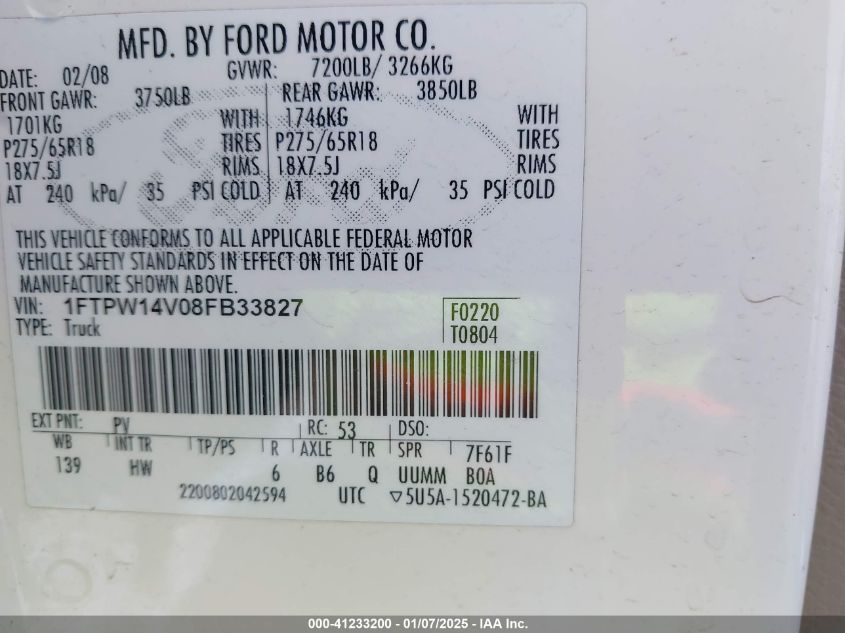 MFD. BY FORD MOTOR CO.
DATE: 02/08 GVWR: 7200LB/ 3266KG
FRONT GAWR: 3750LB REAR GAWR: 3850LB
1701KG WITH 1746KG WITH
P275/65R18 TIRES P275/65R18 TIRES
18X7.5J RIMS 18X7.5J RIMS
AT 240 kPa/ 35 PSI COLD AT 240 kPa/ 35 PSI COLD
THIS VEHICLE CONFORMS TO ALL APPLICABLE FEDERAL MOTOR
VEHICLE SAFETY STANDARDS IN EFFECT ON THE DATE OF
MANUFACTURE SHOWN ABOVE.
VIN: 1FTPW14V08FB33827 F0220
TYPE: Truck T0804
EXT PNT: PV RC: 53 DSO:
WB INT TR TP/PS R AXLE TR SPR 7F61F
139 HW 6 B6 Q UUMM BOA
2200802042594 UTC ▽5U5A-1520472-BA
000-41233200 - 01/07/2025 - IAA Inc.